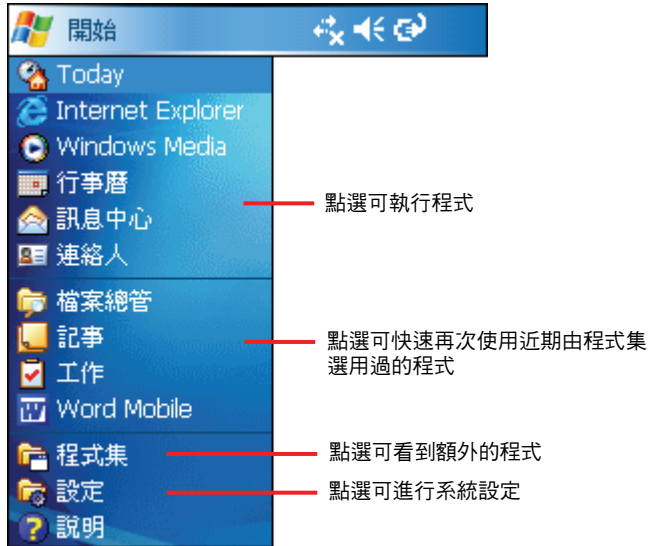 開始
Today
Internet Explorer
Windows Media
行事曆
訊息中心
連絡人
點選可執行程式
檔案總管
記事
工作
Word Mobile
點選可快速再次使用近期由程式集
選用過的程式
程式集
點選可看到額外的程式
設定
點選可進行系統設定
說明